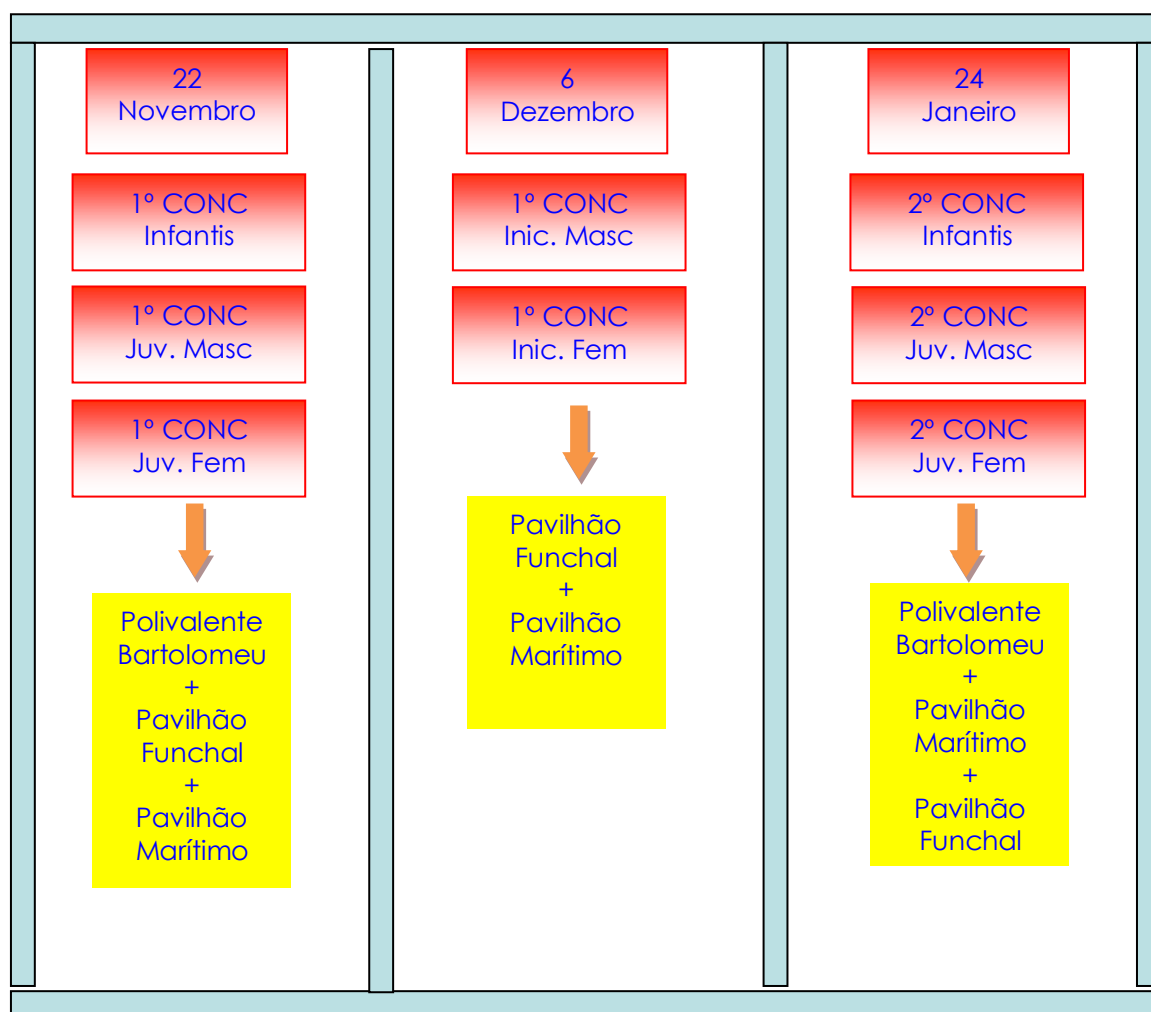 22
Novembro
1º CONC
Infantis
1º CONC
Juv. Masc
1º CONC
Juv. Fem
Polivalente
Bartolomeu
+
Pavilhão
Funchal
+
Pavilhão
Marítimo
6
Dezembro
1º CONC
Inic. Masc
1º CONC
Inic. Fem
Pavilhão
Funchal
+
Pavilhão
Marítimo
24
Janeiro
2º CONC
Infantis
2º CONC
Juv. Masc
2º CONC
Juv. Fem
Polivalente
Bartolomeu
+
Pavilhão
Marítimo
+
Pavilhão
Funchal